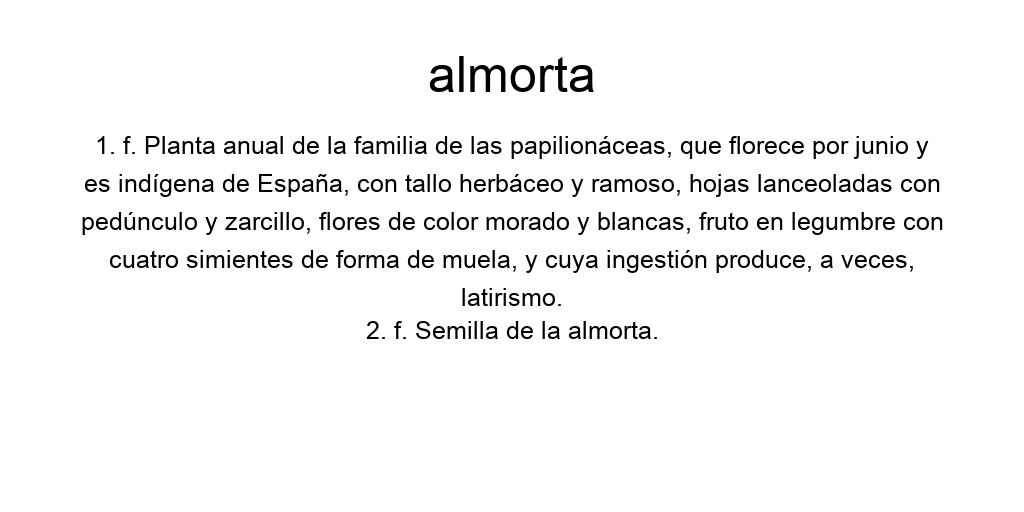 almorta
1. f. Planta anual de la familia de las papilionáceas, que florece por junio y
es indígena de España, con tallo herbáceo y ramoso, hojas lanceoladas con
pedúnculo y zarcillo, flores de color morado y blancas, fruto en legumbre con
cuatro simientes de forma de muela, y cuya ingestión produce, a veces,
latirismo.
2. f. Semilla de la almorta.